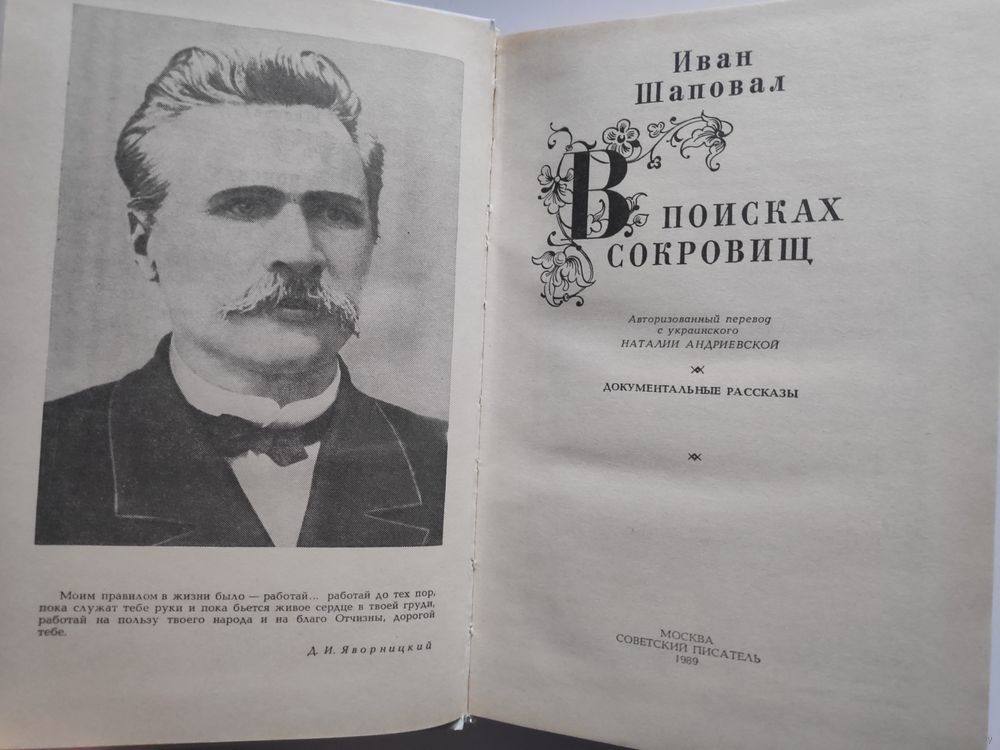 Моим правилом в жизни было — работай... работай до тех пор,
пока служат тебе руки и пока бьется живое сердце в твоей груди,
работай на пользу твоего народа и на благо Отчизны, дорогой
тебе.
Д. И. Яворницкий
Иван
Шаповал
В ПОИСКАХ
СОКРОВИЩ
Авторизованный перевод
с украинского
НАТАЛИИ АНДРИЕВСКОЙ
ДОКУМЕНТАЛЬНЫЕ РАССКАЗЫ
МОСКВА
СОВЕТСКИЙ ПИСАТЕЛЬ
1989